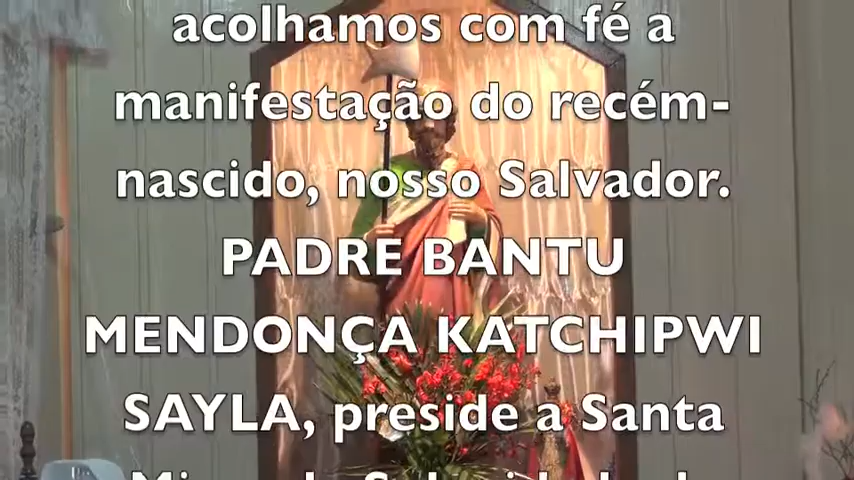 acolhamos com fé a
manifestação do recém-
nascido, nosso Salvador.
PADRE BANTU
MENDONÇA KATCHIPWI
SAYLA, preside a Santa